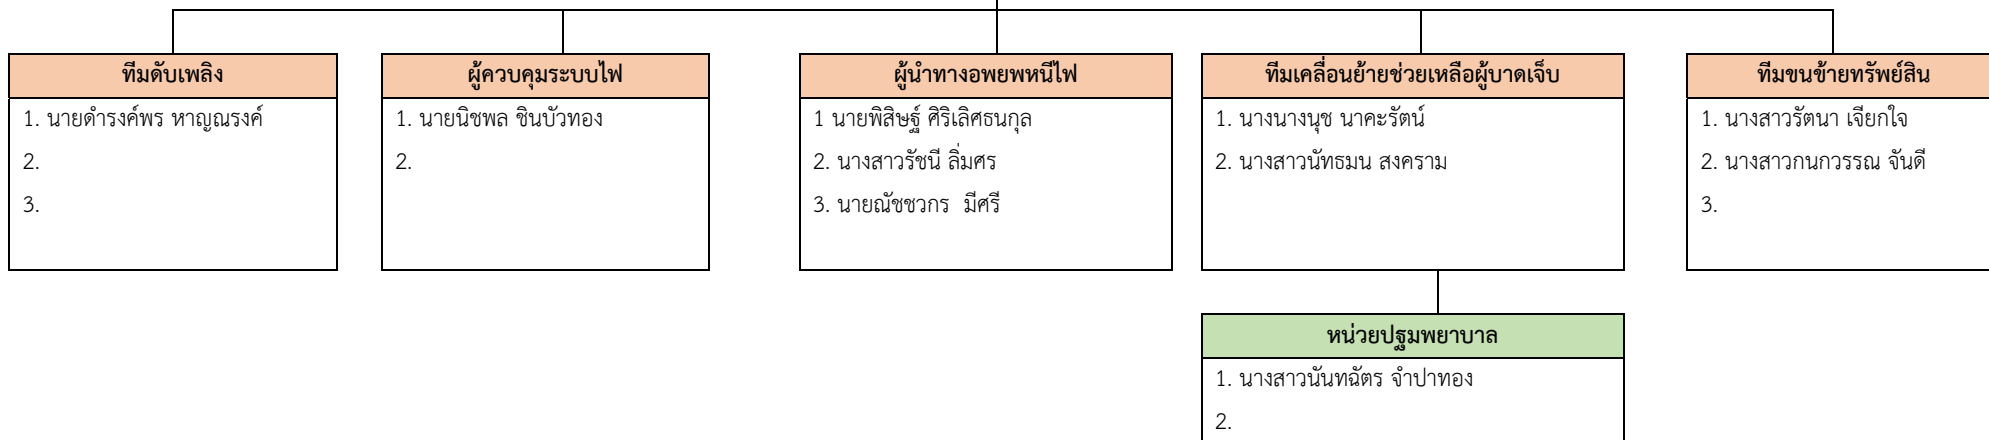 ทีมดับเพลิง
1. นายดำรงค์พร หาญณรงค์
2.
3.
ผู้ควบคุมระบบไฟ
1. นายนิชพล ชินบัวทอง
2.
ผู้นำทางอพยพหนีไฟ
1 นายพิสิษฐ์ ศิริเลิศธนกุล
2. นางสาวรัชนี ลิ่มศร
3. นายณัชชวกร  มีศรี
ทีมเคลื่อนย้ายช่วยเหลือผู้บาดเจ็บ
1. นางนางนุช นาคะรัตน์
2. นางสาวนัทธมน สงคราม
ทีมขนข้ายทรัพย์สิน
1. นางสาวรัตนา เจียกใจ
2. นางสาวกนกวรรณ จันดี
3.
หน่วยปฐมพยาบาล
1. นางสาวนันทฉัตร จำปาทอง
2.